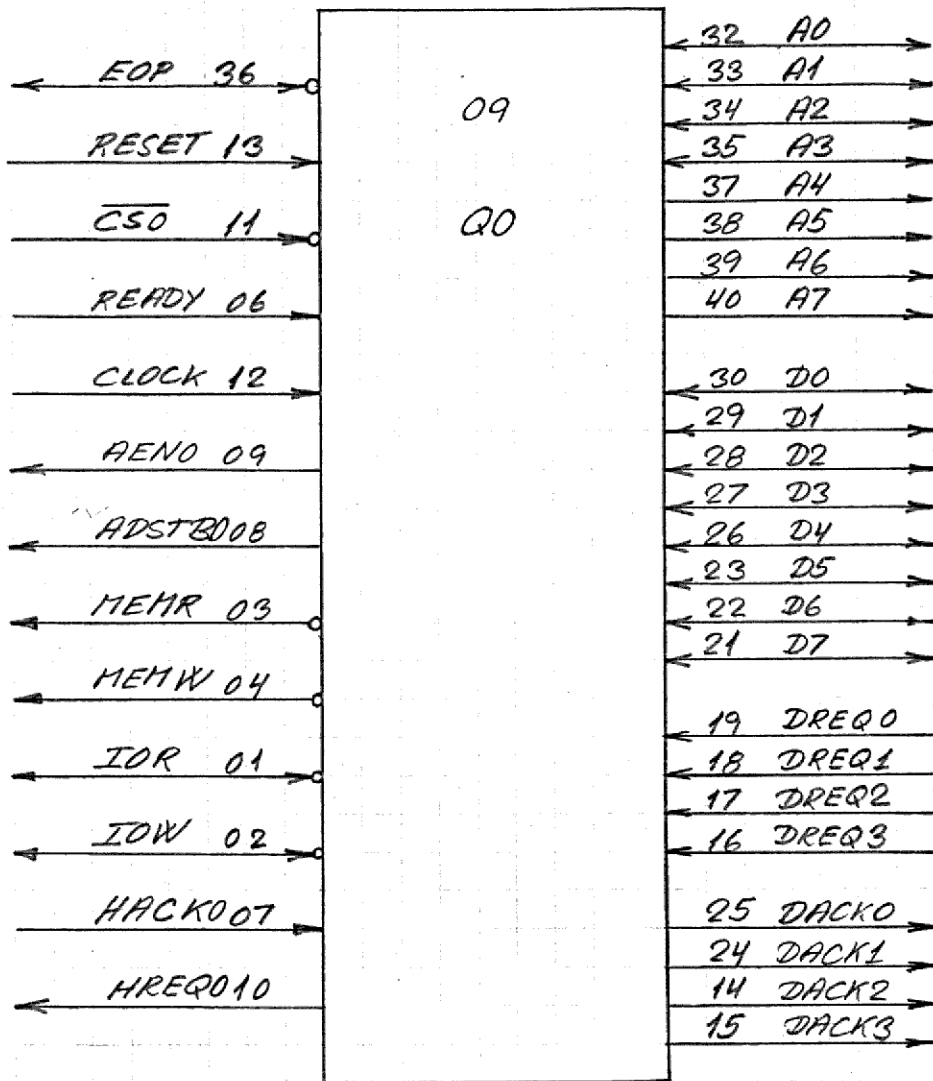 EOP 36
RESET 13
CS0 11
READY 06
CLOCK 12
AEN0 09
ADSTB0 08
MEMR 03
MEMW 04
IOR 01
IOW 02
HACK0 07
HREQ0 10
09
Q0
32 A0
33 A1
34 A2
35 A3
37 A4
38 A5
39 A6
40 A7
30 D0
29 D1
28 D2
27 D3
26 D4
23 D5
22 D6
21 D7
19 DREQ0
18 DREQ1
17 DREQ2
16 DREQ3
25 DACK0
24 DACK1
14 DACK2
15 DACK3